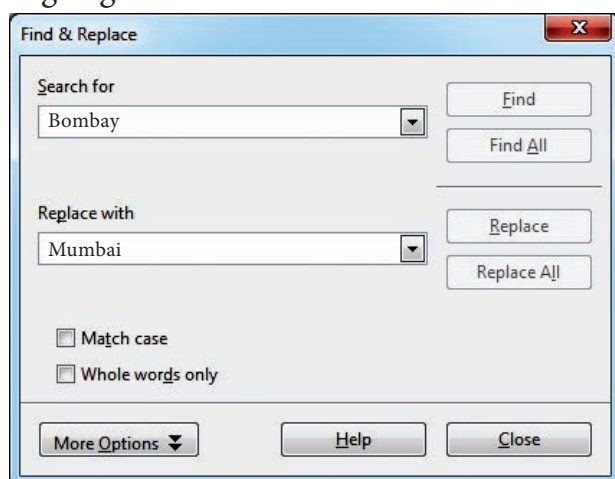 Find & Replace
X
Search for
Bombay
Find
Find All
Replace with
Mumbai
Replace
Replace All
Match case
Whole words only
More Options
Help
Close